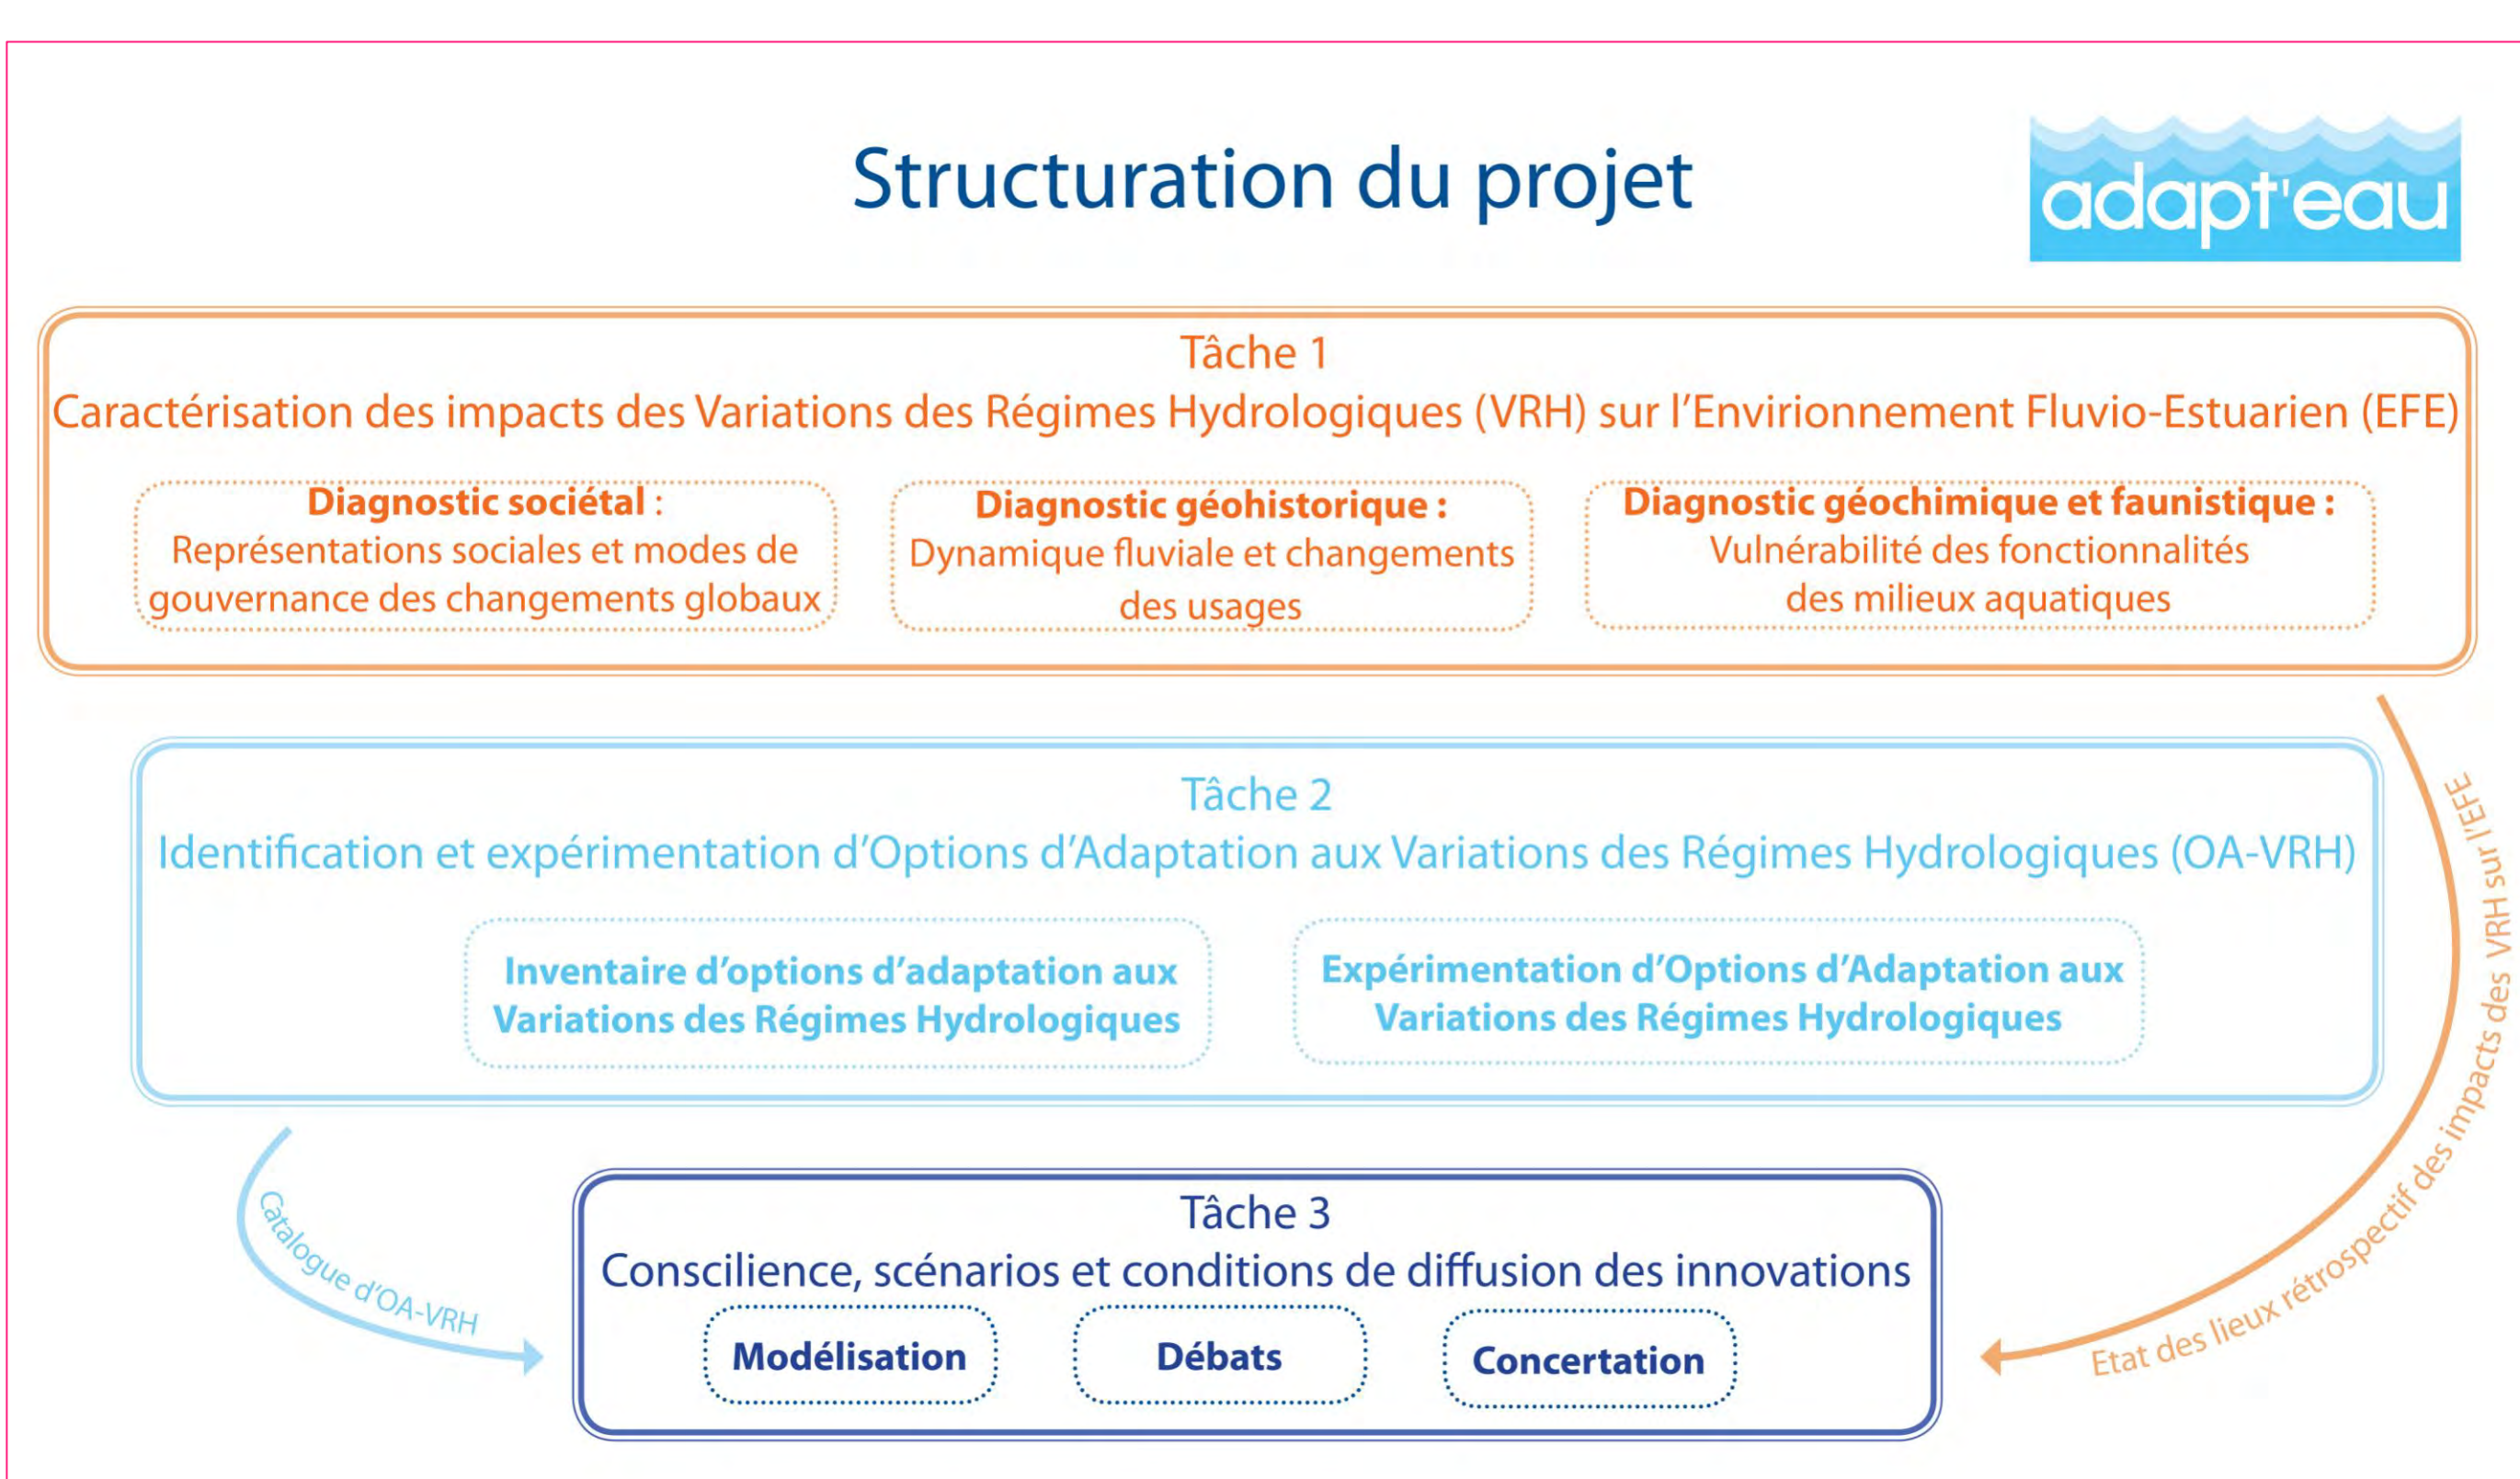 Structuration du projet
adapt'eau
Tâche 1
Caractérisation des impacts des Variations des Régimes Hydrologiques (VRH) sur l'Envirionnement Fluvio-Estuarien (EFE)
Diagnostic sociétal :
Représentations sociales et modes de
gouvernance des changements globaux
Diagnostic géohistorique :
Dynamique fluviale et changements
des usages
Diagnostic géochimique et faunistique :
Vulnérabilité des fonctionnalités
des milieux aquatiques
Tâche 2
Identification et expérimentation d'Options d'Adaptation aux Variations des Régimes Hydrologiques (OA-VRH)
Inventaire d'options d'adaptation aux
Variations des Régimes Hydrologiques
Expérimentation d'Options d'Adaptation aux
Variations des Régimes Hydrologiques
Etat des lieux rétrospectif des impacts des VRH sur l'EFE
Catalogue d'OA-VRH
Tâche 3
Conscilience, scénarios et conditions de diffusion des innovations
Modélisation
Débats
Concertation